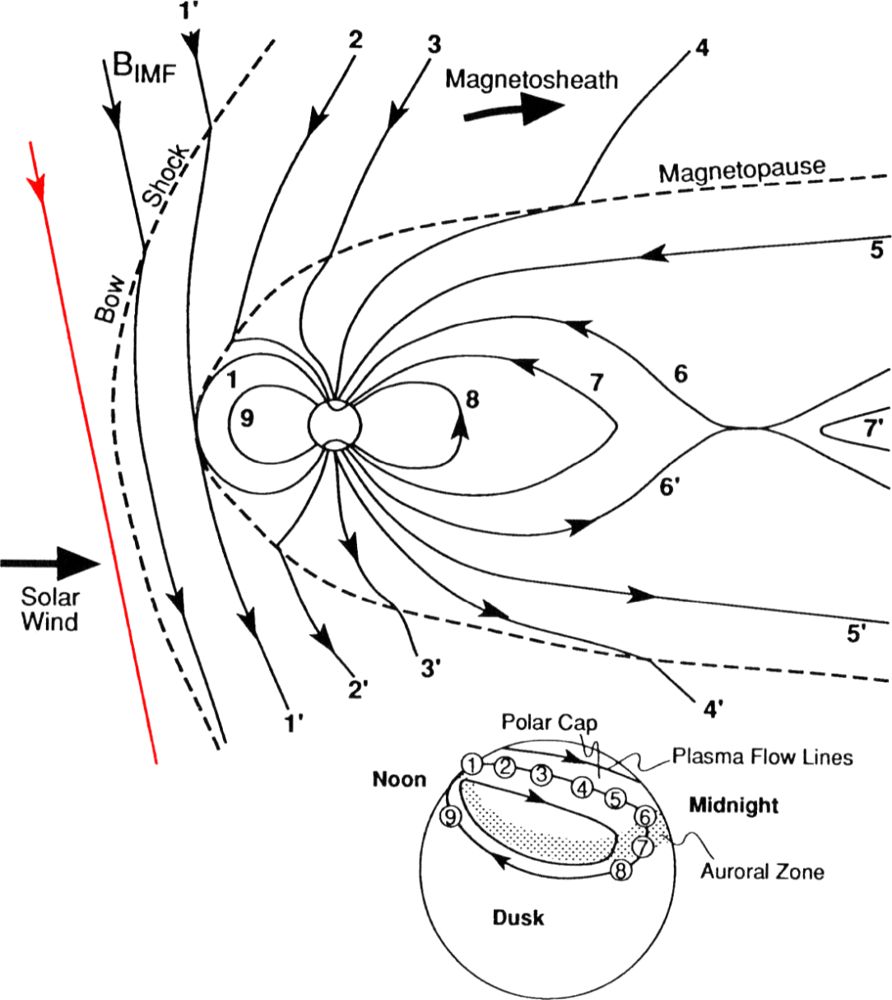 1'
2
3
4
B_IMF
Magnetosheath
Shock
Magnetopause
5
Bow
1
6
7
8
9
7'
6'
Solar
Wind
5'
3'
2'
4'
1'
Polar Cap
Plasma Flow Lines
Noon
1
2
3
4
5
6
Midnight
9
7
8
Auroral Zone
Dusk